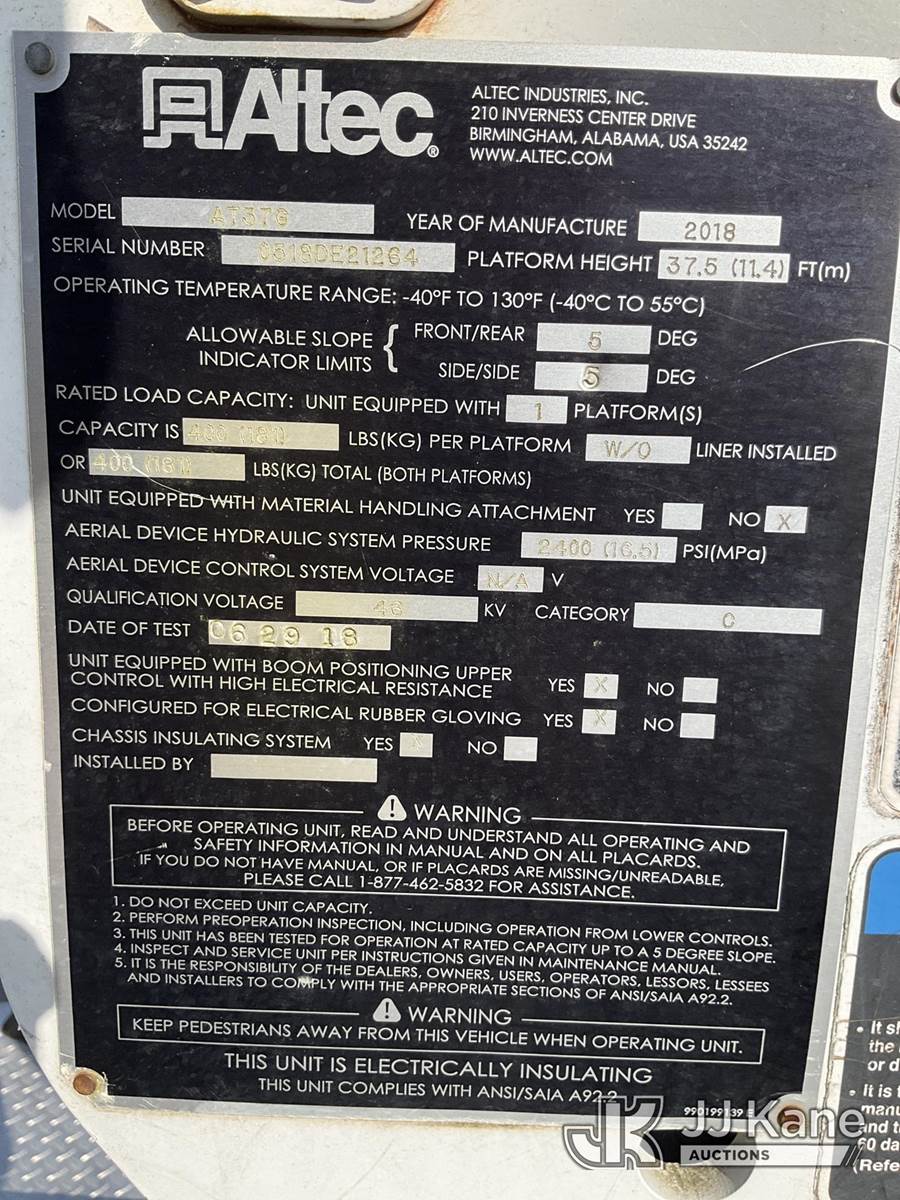 Altec®
ALTEC INDUSTRIES, INC.
210 INVERNESS CENTER DRIVE
BIRMINGHAM, ALABAMA, USA 35242
WWW.ALTEC.COM
MODEL AT37G YEAR OF MANUFACTURE 2018
SERIAL NUMBER 0518DE21264 PLATFORM HEIGHT 37.5 (11.4) FT(m)
OPERATING TEMPERATURE RANGE: -40ºF TO 130ºF (-40ºC TO 55ºC)
ALLOWABLE SLOPE INDICATOR LIMITS { FRONT/REAR 5 DEG
SIDE/SIDE 5 DEG
RATED LOAD CAPACITY: UNIT EQUIPPED WITH 1 PLATFORM(S)
CAPACITY IS 400 (181) LBS(KG) PER PLATFORM W/O LINER INSTALLED
OR 400 (181) LBS(KG) TOTAL (BOTH PLATFORMS)
UNIT EQUIPPED WITH MATERIAL HANDLING ATTACHMENT YES NO X
AERIAL DEVICE HYDRAULIC SYSTEM PRESSURE 2400 (16.5) PSI(MPa)
AERIAL DEVICE CONTROL SYSTEM VOLTAGE N/A V
QUALIFICATION VOLTAGE 46 KV CATEGORY C
DATE OF TEST 06 29 18
UNIT EQUIPPED WITH BOOM POSITIONING UPPER
CONTROL WITH HIGH ELECTRICAL RESISTANCE YES X NO
CONFIGURED FOR ELECTRICAL RUBBER GLOVING YES X NO
CHASSIS INSULATING SYSTEM YES X NO
INSTALLED BY
WARNING
BEFORE OPERATING UNIT, READ AND UNDERSTAND ALL OPERATING AND
SAFETY INFORMATION IN MANUAL AND ON ALL PLACARDS.
IF YOU DO NOT HAVE MANUAL, OR IF PLACARDS ARE MISSING/UNREADABLE,
PLEASE CALL 1-877-462-5832 FOR ASSISTANCE.
1. DO NOT EXCEED UNIT CAPACITY.
2. PERFORM PREOPERATION INSPECTION, INCLUDING OPERATION FROM LOWER CONTROLS.
3. THIS UNIT HAS BEEN TESTED FOR OPERATION AT RATED CAPACITY UP TO A 5 DEGREE SLOPE.
4. INSPECT AND SERVICE UNIT PER INSTRUCTIONS GIVEN IN MAINTENANCE MANUAL.
5. IT IS THE RESPONSIBILITY OF THE DEALERS, OWNERS, USERS, OPERATORS, LESSORS, LESSEES
AND INSTALLERS TO COMPLY WITH THE APPROPRIATE SECTIONS OF ANSI/SAIA A92.2.
WARNING
KEEP PEDESTRIANS AWAY FROM THIS VEHICLE WHEN OPERATING UNIT.
THIS UNIT IS ELECTRICALLY INSULATING
THIS UNIT COMPLIES WITH ANSI/SAIA A92.2
990199139
JJ Kane
AUCTIONS
• It
the
or
• It is
and
60
(Refe